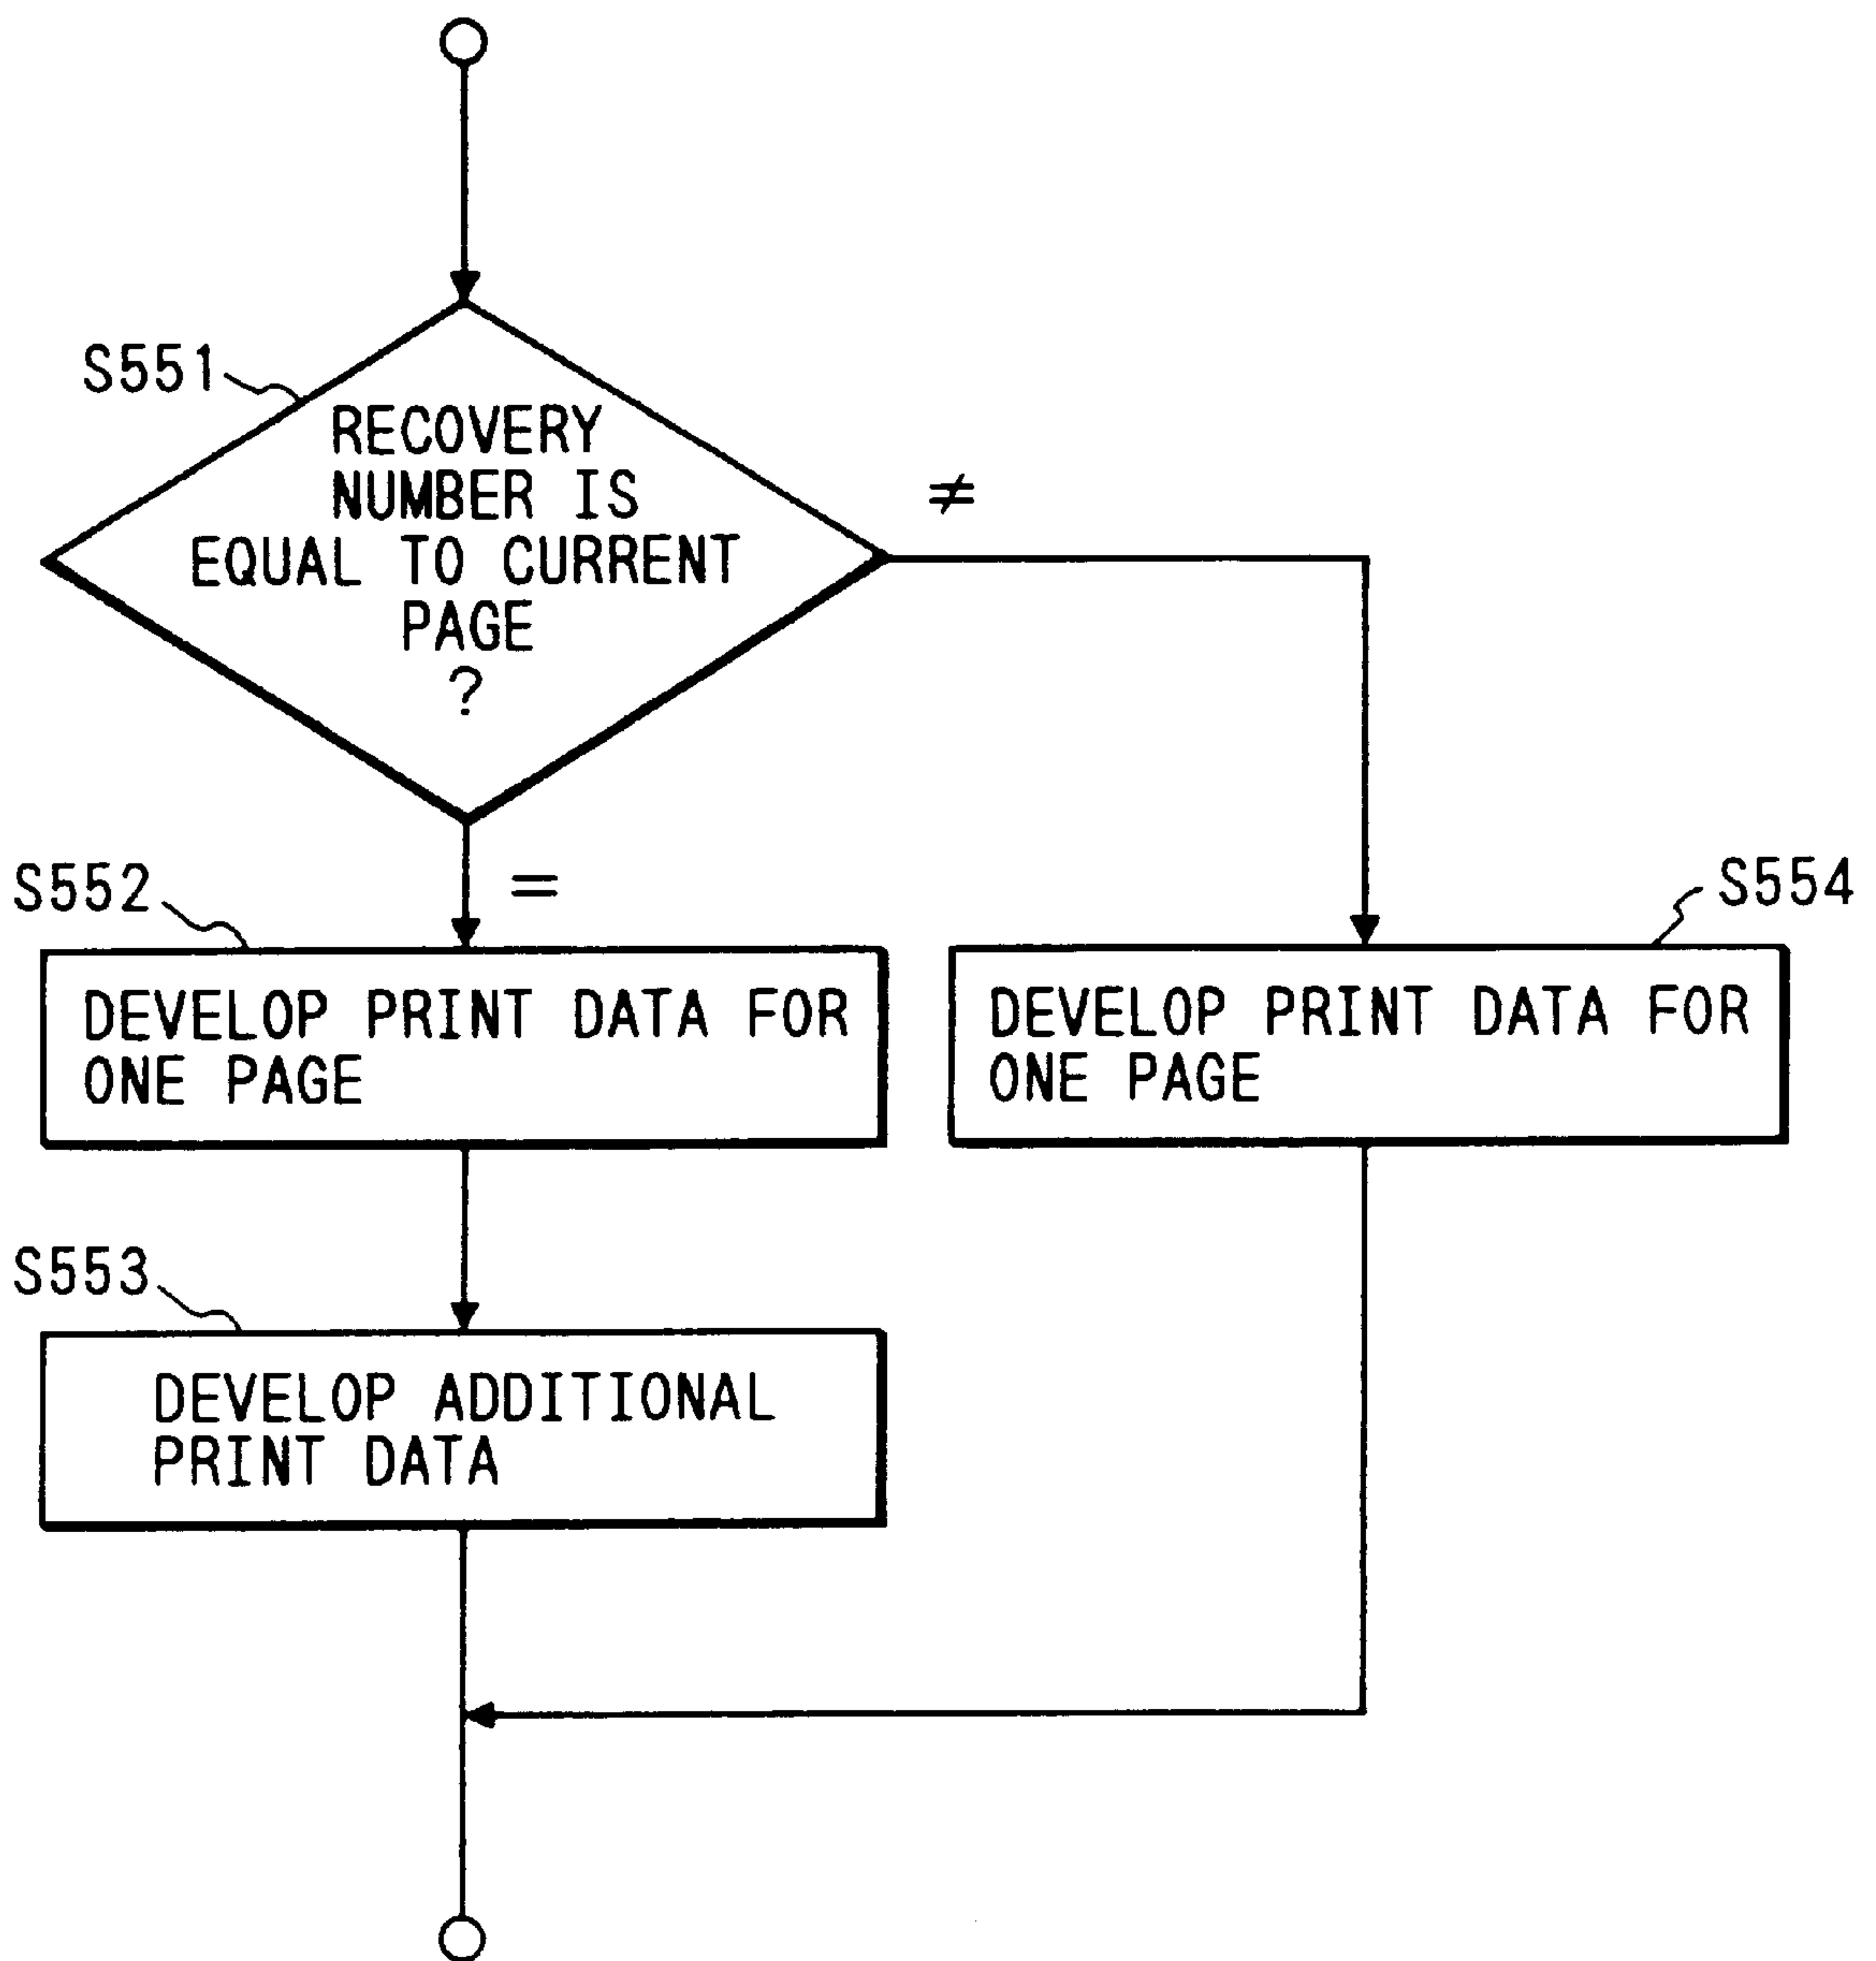 S551
RECOVERY
NUMBER IS
EQUAL TO CURRENT
PAGE
?
≠
=
S552
DEVELOP PRINT DATA FOR
ONE PAGE
S554
DEVELOP PRINT DATA FOR
ONE PAGE
S553
DEVELOP ADDITIONAL
PRINT DATA